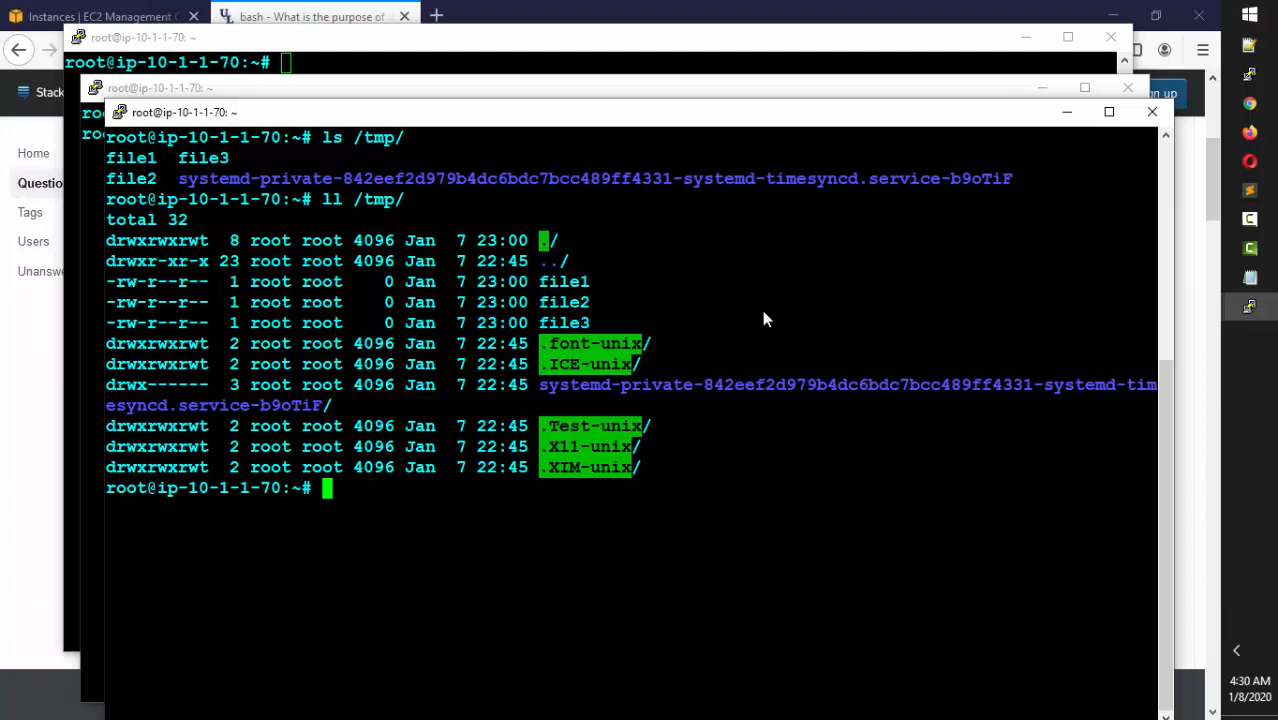 Instances | EC2 Management
bash - What is the purpose of
root@ip-10-1-1-70: ~
root@ip-10-1-1-70:~#
Stack
root@ip-10-1-1-70: ~
ign up
root@ip-10-1-1-70: ~
Home
Questio
Tags
Users
Unansw
root@ip-10-1-1-70:~# ls /tmp/
file1  file3
file2  systemd-private-842eef2d979b4dc6bdc7bcc489ff4331-systemd-timesyncd.service-b9oTiF
root@ip-10-1-1-70:~# ll /tmp/
total 32
drwxrwxrwt  8 root root 4096 Jan  7 23:00 ./
drwxr-xr-x 23 root root 4096 Jan  7 22:45 ../
-rw-r--r--  1 root root    0 Jan  7 23:00 file1
-rw-r--r--  1 root root    0 Jan  7 23:00 file2
-rw-r--r--  1 root root    0 Jan  7 23:00 file3
drwxrwxrwt  2 root root 4096 Jan  7 22:45 .font-unix/
drwxrwxrwt  2 root root 4096 Jan  7 22:45 .ICE-unix/
drwx------  3 root root 4096 Jan  7 22:45 systemd-private-842eef2d979b4dc6bdc7bcc489ff4331-systemd-tim
esyncd.service-b9oTiF/
drwxrwxrwt  2 root root 4096 Jan  7 22:45 .Test-unix/
drwxrwxrwt  2 root root 4096 Jan  7 22:45 .X11-unix/
drwxrwxrwt  2 root root 4096 Jan  7 22:45 .XIM-unix/
root@ip-10-1-1-70:~#
4:30 AM
1/8/2020